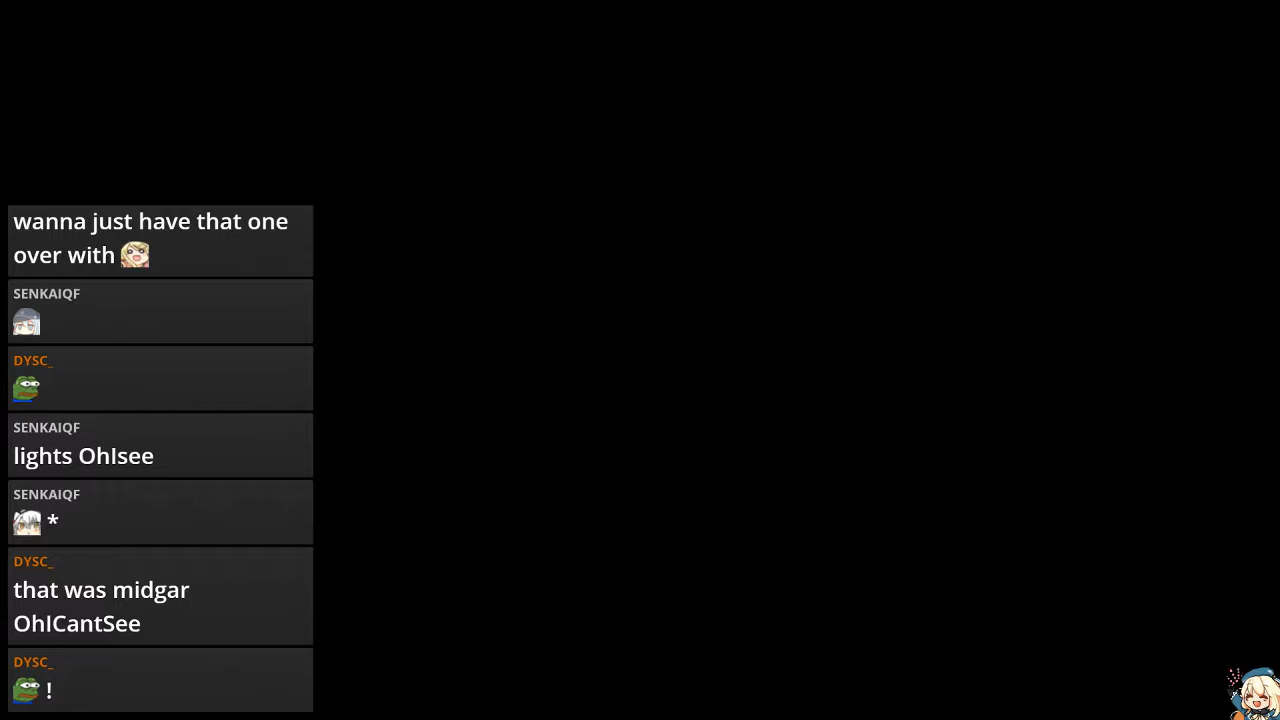 wanna just have that one
over with
SENKAIQF
DYSC_
SENKAIQF
lights OhIsee
SENKAIQF
*
DYSC_
that was midgar
OhICantSee
DYSC_
!